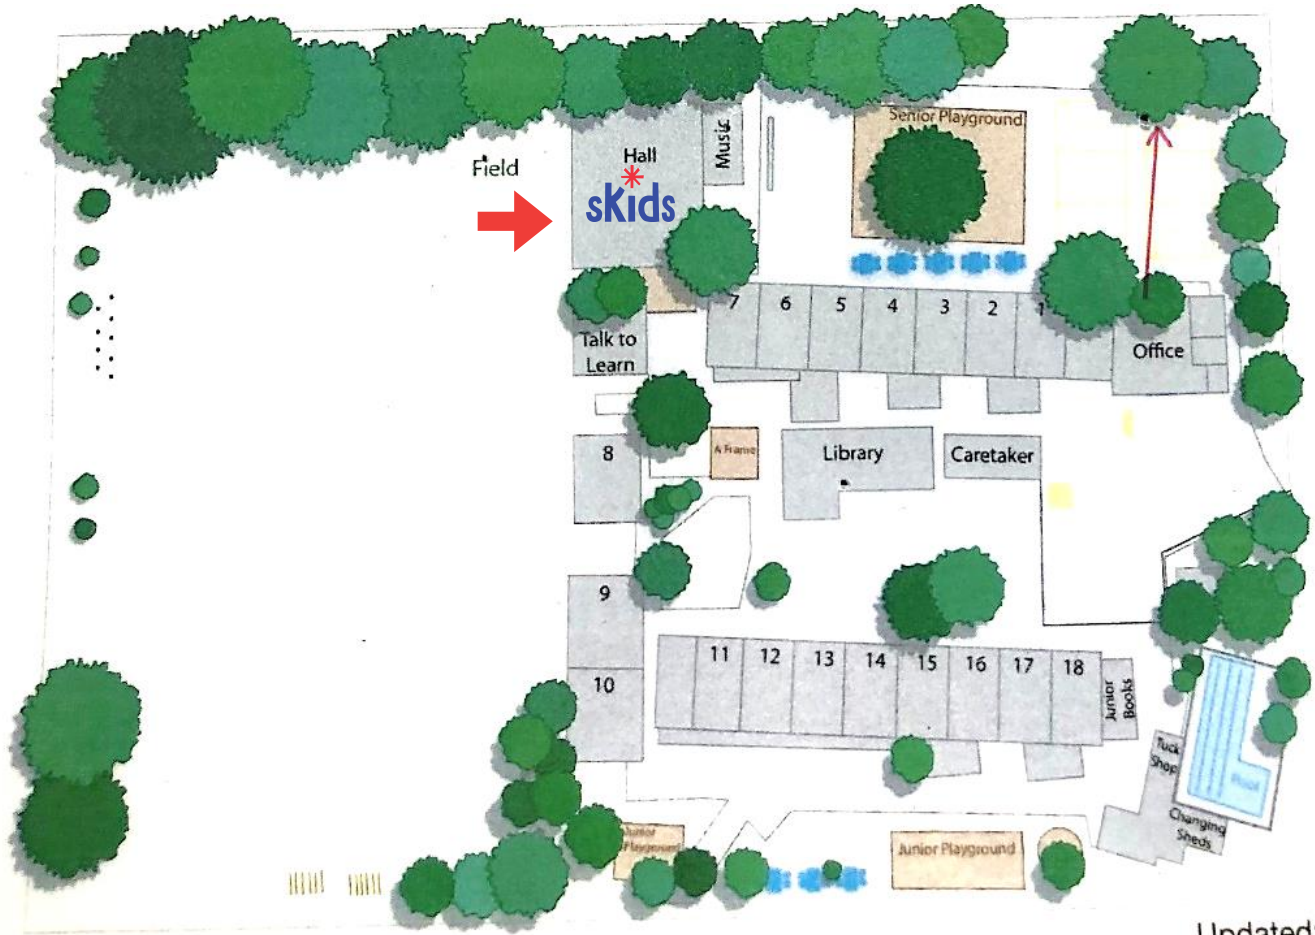 Senior Playground
Music
Hall
Field
sKids
7
6
5
4
3
2
1
Office
Talk to
Learn
8
A Frame
Library
Caretaker
9
10
11
12
13
14
15
16
17
18
Junior
Books
Tuck
Shop
Pool
Changing
Sheds
Junior
Playground
Junior Playground
Updated